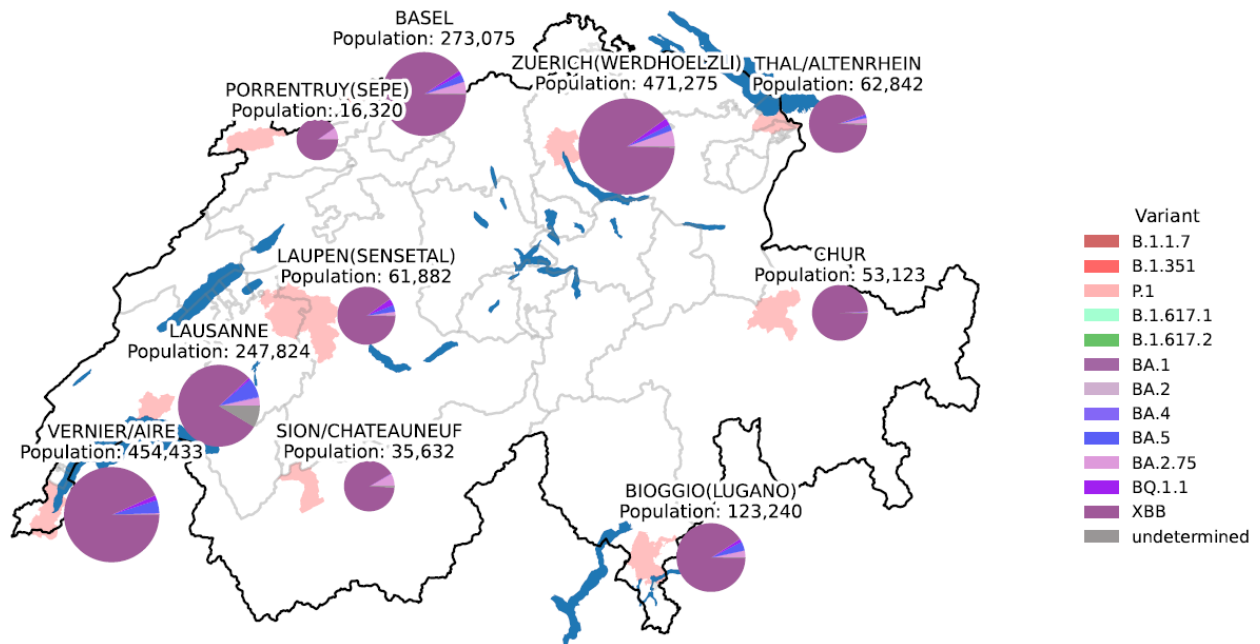 BASEL
Population: 273,075
ZUERICH(WERDHOELZLI)
Population: 471,275
THAL/ALTENRHEIN
Population: 62,842
PORRENTRUY(SEPE)
Population: 16,320
LAUPEN(SENSETAL)
Population: 61,882
CHUR
Population: 53,123
LAUSANNE
Population: 247,824
VERNIER/AIRE
Population: 454,433
SION/CHATEAUNEUF
Population: 35,632
BIOGGIO(LUGANO)
Population: 123,240
Variant
B.1.1.7
B.1.351
P.1
B.1.617.1
B.1.617.2
BA.1
BA.2
BA.4
BA.5
BA.2.75
BQ.1.1
XBB
undetermined